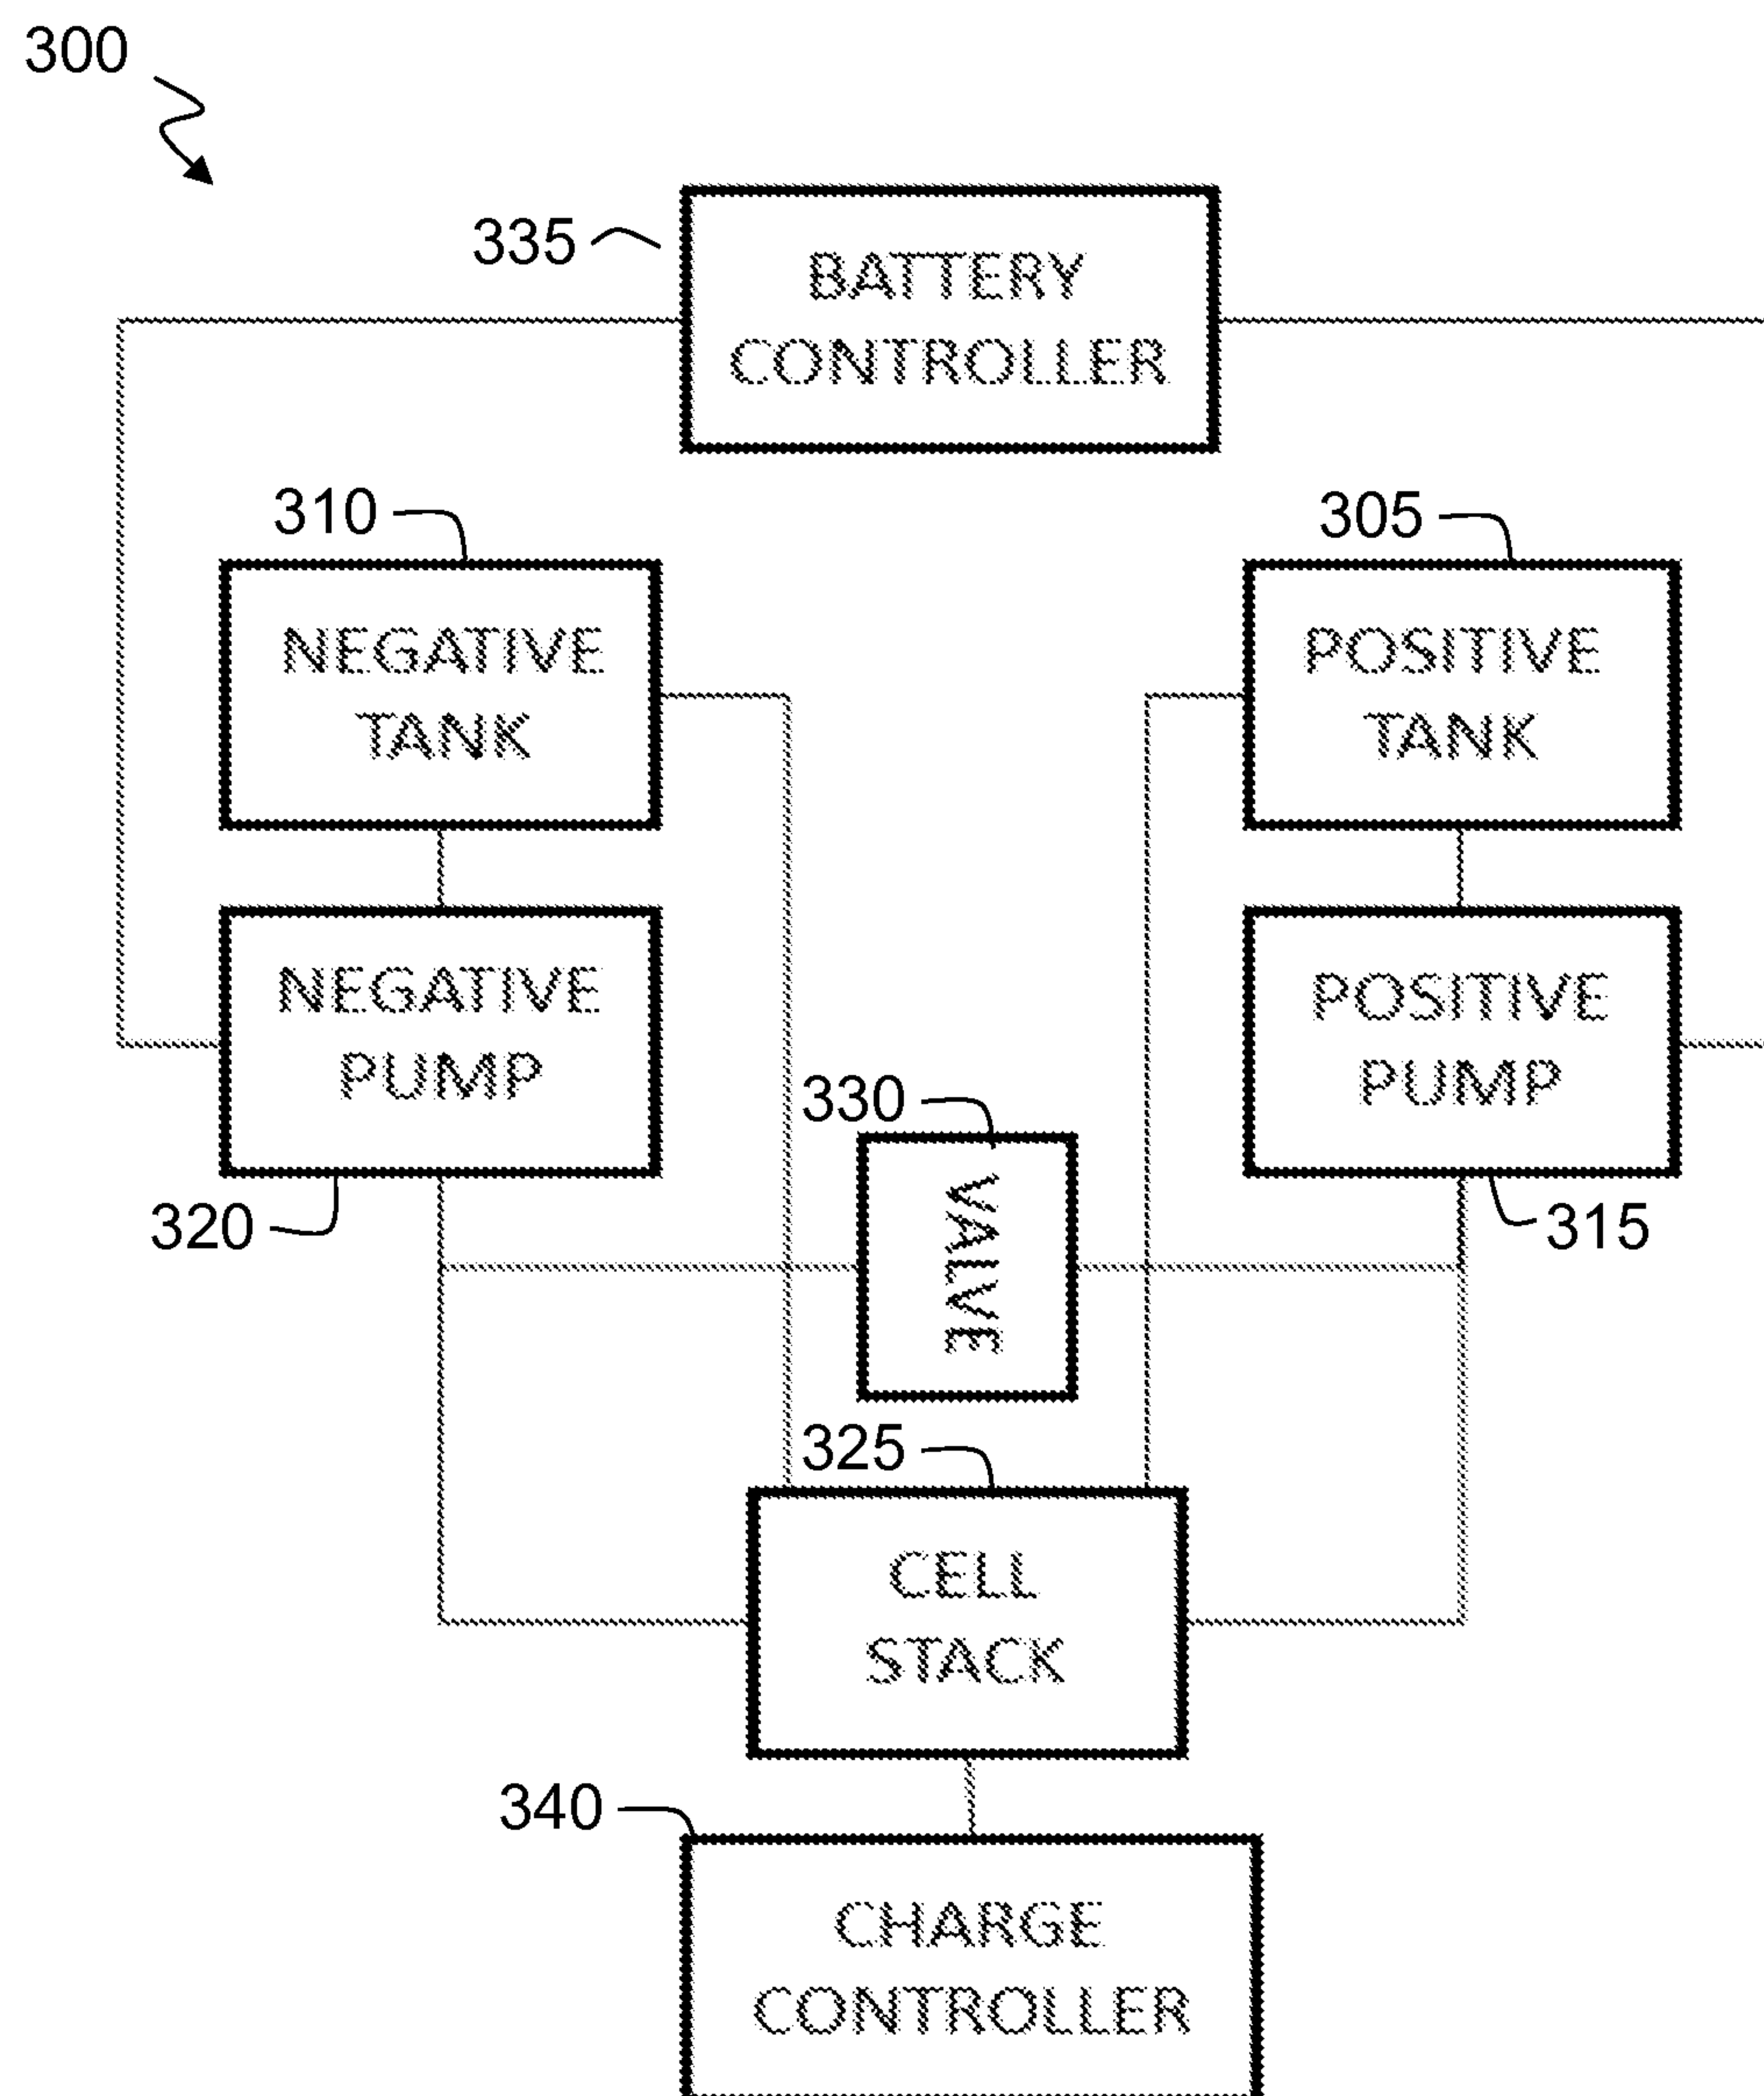 300
335
BATTERY
CONTROLLER
310
305
NEGATIVE
TANK
POSITIVE
TANK
NEGATIVE
PUMP
POSITIVE
PUMP
330
320
315
VALVE
325
CELL
STACK
340
CHARGE
CONTROLLER